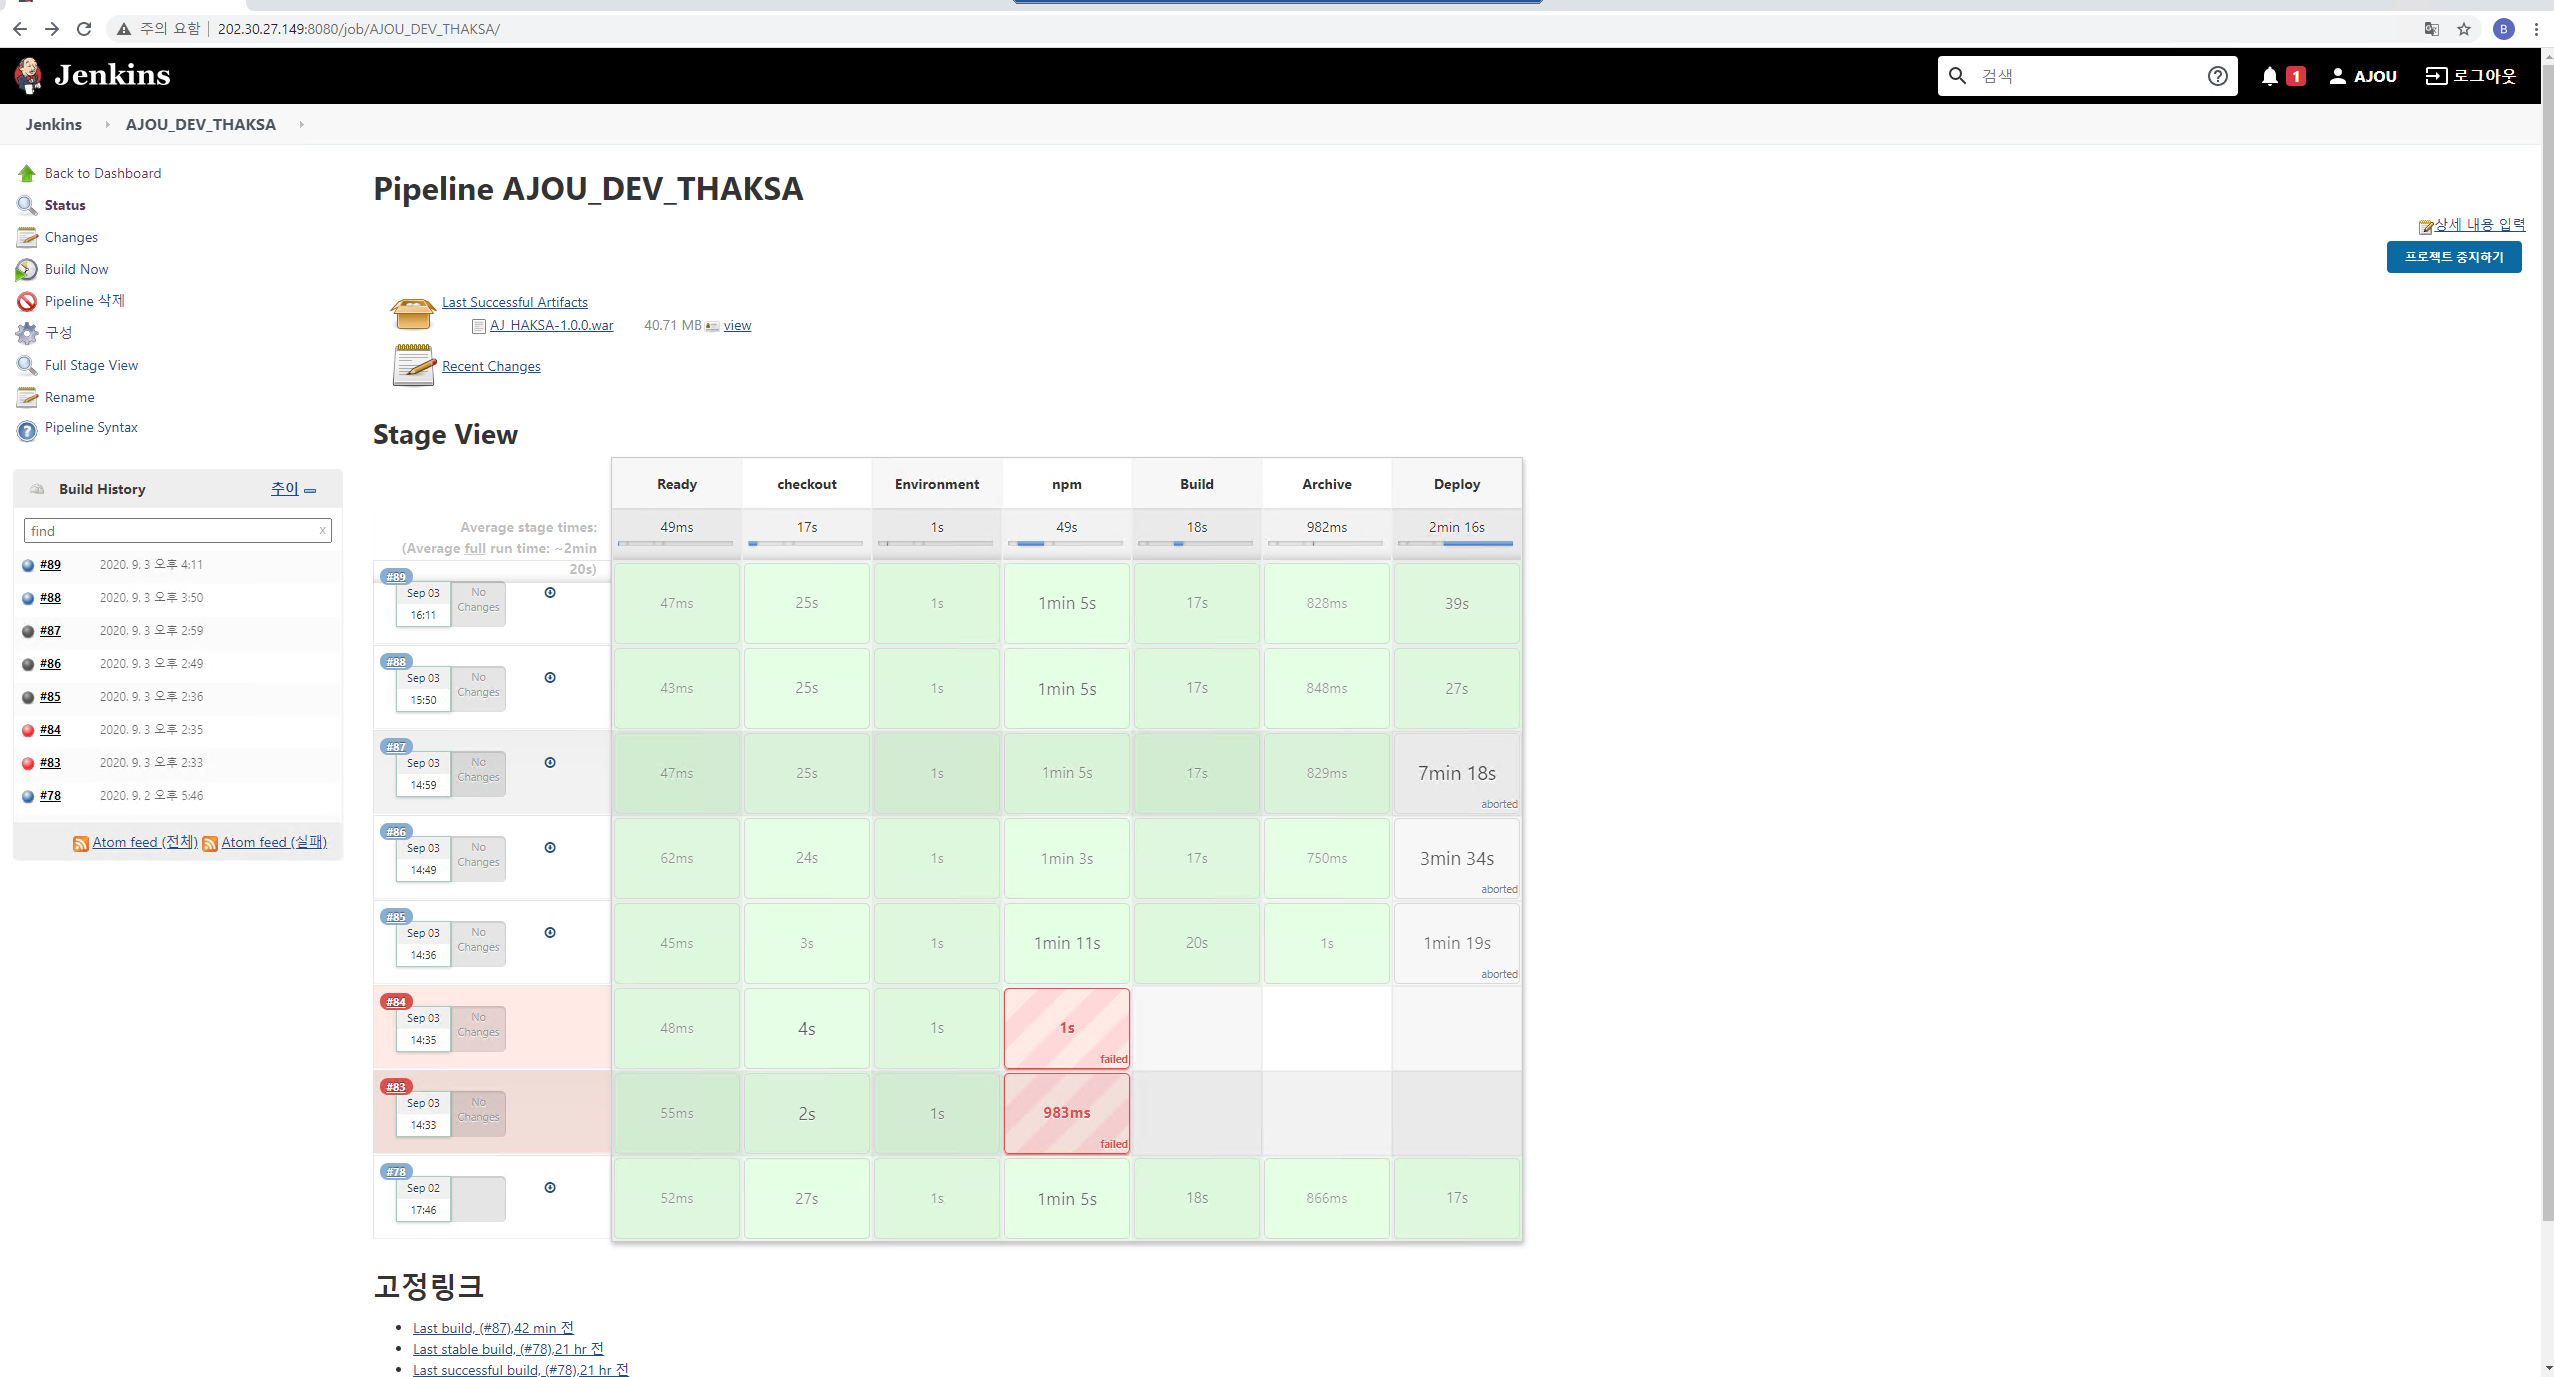 주의 요함 | 202.30.27.149:8080/job/AJOU_DEV_THAKSA/
B
Jenkins
검색
1
AJOU
로그아웃
Jenkins
AJOU_DEV_THAKSA
Back to Dashboard
Status
Changes
Build Now
Pipeline 삭제
구성
Full Stage View
Rename
Pipeline Syntax
Build History 추이
find x
#89 2020. 9. 3 오후 4:11
#88 2020. 9. 3 오후 3:50
#87 2020. 9. 3 오후 2:59
#86 2020. 9. 3 오후 2:49
#85 2020. 9. 3 오후 2:36
#84 2020. 9. 3 오후 2:35
#83 2020. 9. 3 오후 2:33
#78 2020. 9. 2 오후 5:46
Atom feed (전체) Atom feed (실패)
Pipeline AJOU_DEV_THAKSA
상세 내용 입력
프로젝트 중지하기
Last Successful Artifacts
AJ_HAKSA-1.0.0.war 40.71 MB view
Recent Changes
Stage View
Ready checkout Environment npm Build Archive Deploy
Average stage times:
(Average full run time: ~2min
20s)
49ms 17s 1s 49s 18s 982ms 2min 16s
#89
Sep 03
16:11
No
Changes
47ms 25s 1s 1min 5s 17s 828ms 39s
#88
Sep 03
15:50
No
Changes
43ms 25s 1s 1min 5s 17s 848ms 27s
#87
Sep 03
14:59
No
Changes
47ms 25s 1s 1min 5s 17s 829ms 7min 18s
aborted
#86
Sep 03
14:49
No
Changes
62ms 24s 1s 1min 3s 17s 750ms 3min 34s
aborted
#85
Sep 03
14:36
No
Changes
45ms 3s 1s 1min 11s 20s 1s 1min 19s
aborted
#84
Sep 03
14:35
No
Changes
48ms 4s 1s 1s
failed
#83
Sep 03
14:33
No
Changes
55ms 2s 1s 983ms
failed
#78
Sep 02
17:46
52ms 27s 1s 1min 5s 18s 866ms 17s
고정링크
Last build, (#87),42 min 전
Last stable build, (#78),21 hr 전
Last successful build, (#78),21 hr 전